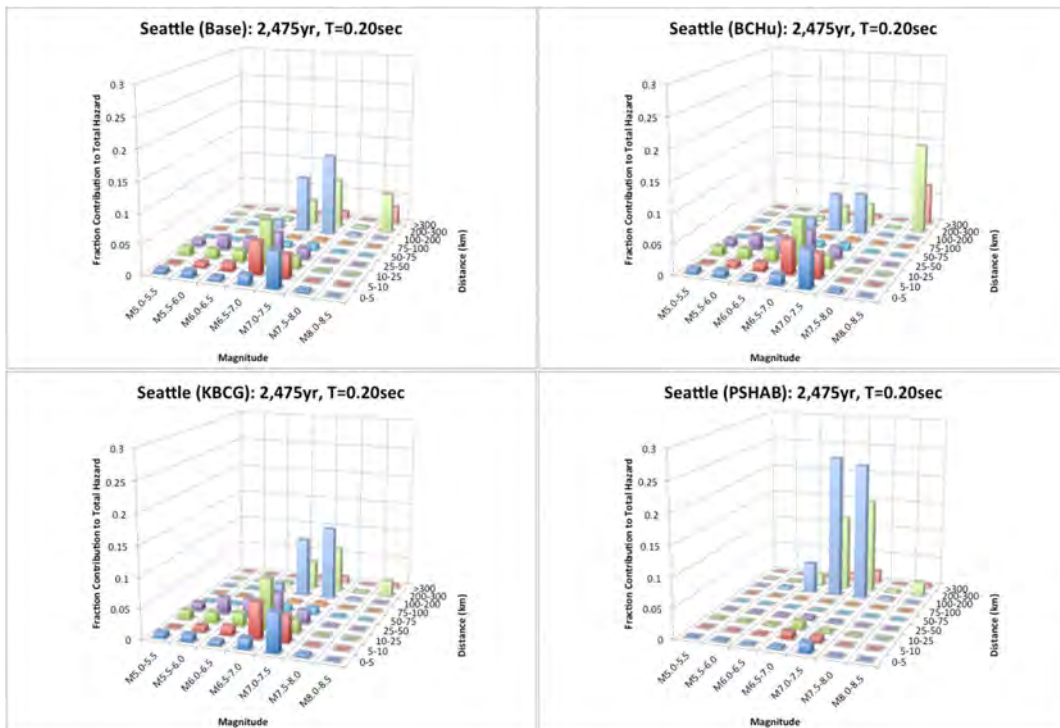 Seattle (Base): 2,475yr, T=0.20sec
Fraction Contribution to Total Hazard
0.3
0.25
0.2
0.15
0.1
0.05
0
M5.0-5.5
M5.5-6.0
M6.0-6.5
M6.5-7.0
M7.0-7.5
M7.5-8.0
M8.0-8.5
Magnitude
>300
200-300
100-200
75-100
50-75
25-50
10-25
5-10
0-5
Distance (km)
Seattle (BCHu): 2,475yr, T=0.20sec
Fraction Contribution to Total Hazard
0.3
0.25
0.2
0.15
0.1
0.05
0
M5.0-5.5
M5.5-6.0
M6.0-6.5
M6.5-7.0
M7.0-7.5
M7.5-8.0
M8.0-8.5
Magnitude
>300
200-300
100-200
75-100
50-75
25-50
10-25
5-10
0-5
Distance (km)
Seattle (KBCG): 2,475yr, T=0.20sec
Fraction Contribution to Total Hazard
0.3
0.25
0.2
0.15
0.1
0.05
0
M5.0-5.5
M5.5-6.0
M6.0-6.5
M6.5-7.0
M7.0-7.5
M7.5-8.0
M8.0-8.5
Magnitude
>300
200-300
100-200
75-100
50-75
25-50
10-25
5-10
0-5
Distance (km)
Seattle (PSHAB): 2,475yr, T=0.20sec
Fraction Contribution to Total Hazard
0.3
0.25
0.2
0.15
0.1
0.05
0
M5.0-5.5
M5.5-6.0
M6.0-6.5
M6.5-7.0
M7.0-7.5
M7.5-8.0
M8.0-8.5
Magnitude
>300
200-300
100-200
75-100
50-75
25-50
10-25
5-10
0-5
Distance (km)